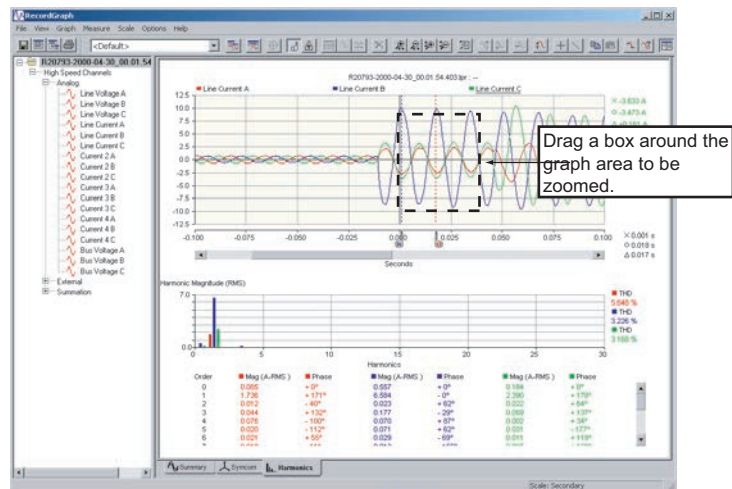 RecordGraph
File View Graph Measure Scale Options Help
<Default>
R20793-2000-04-30_00.01.54
High Speed Channels
Analog
Line Voltage A
Line Voltage B
Line Voltage C
Line Current A
Line Current B
Line Current C
Current 2 A
Current 2 B
Current 2 C
Current 3 A
Current 3 B
Current 3 C
Current 4 A
Current 4 B
Current 4 C
Bus Voltage A
Bus Voltage B
Bus Voltage C
External
Summation
R20793-2000-04-30_00.01.54.403:tpr : --
Line Current A Line Current B Line Current C
12.5
10.0
7.5
5.0
2.5
0.0
-2.5
-5.0
-7.5
-10.0
-12.5
-0.100 -0.075 -0.050 -0.025 0.000 0.025 0.050 0.075 0.100
Seconds
-3.633 A
-3.473 A
Drag a box around the
graph area to be
zoomed.
0.001 s
0.018 s
0.017 s
Harmonic Magnitude (RMS)
7.0
0.0
0 5 10 15 20 25 30
Harmonics
THD
5.848 %
THD
3.226 %
THD
3.188 %
Order Mag (A-RMS ) Phase Mag (A-RMS ) Phase Mag (A-RMS ) Phase
0 0.085 + 0° 0.557 + 0° 0.184 + 0°
1 1.736 + 171° 6.584 - 0° 2.390 + 178°
2 0.012 - 40° 0.023 + 62° 0.022 + 54°
3 0.044 + 132° 0.177 - 29° 0.069 + 137°
4 0.076 - 100° 0.070 + 87° 0.002 + 34°
5 0.020 - 112° 0.071 + 62° 0.031 - 177°
6 0.021 + 55° 0.029 - 69° 0.011 + 119°
Summary Symcom Harmonics
Scale: Secondary